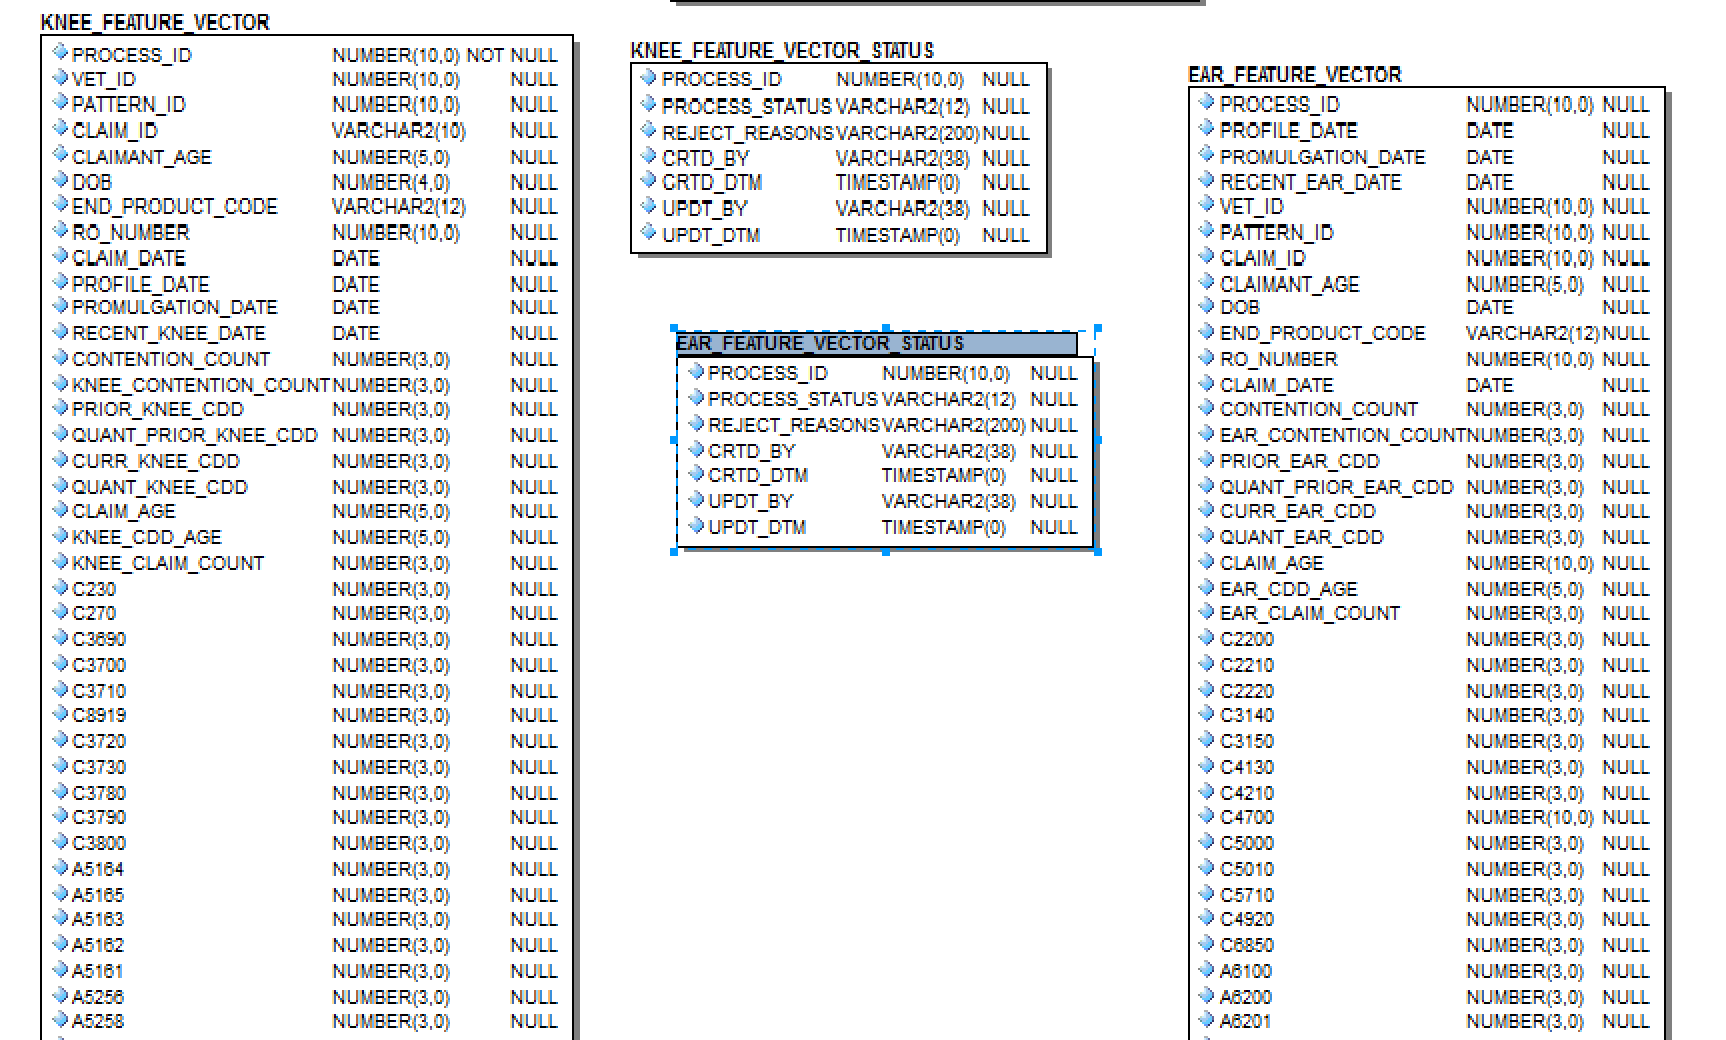 KNEE_FEATURE_VECTOR
PROCESS_ID NUMBER(10,0) NOT NULL
VET_ID NUMBER(10,0) NULL
PATTERN_ID NUMBER(10,0) NULL
CLAIM_ID VARCHAR2(10) NULL
CLAIMANT_AGE NUMBER(5,0) NULL
DOB NUMBER(4,0) NULL
END_PRODUCT_CODE VARCHAR2(12) NULL
RO_NUMBER NUMBER(10,0) NULL
CLAIM_DATE DATE NULL
PROFILE_DATE DATE NULL
PROMULGATION_DATE DATE NULL
RECENT_KNEE_DATE DATE NULL
CONTENTION_COUNT NUMBER(3,0) NULL
KNEE_CONTENTION_COUNT NUMBER(3,0) NULL
PRIOR_KNEE_CDD NUMBER(3,0) NULL
QUANT_PRIOR_KNEE_CDD NUMBER(3,0) NULL
CURR_KNEE_CDD NUMBER(3,0) NULL
QUANT_KNEE_CDD NUMBER(3,0) NULL
CLAIM_AGE NUMBER(5,0) NULL
KNEE_CDD_AGE NUMBER(5,0) NULL
KNEE_CLAIM_COUNT NUMBER(3,0) NULL
C230 NUMBER(3,0) NULL
C270 NUMBER(3,0) NULL
C3690 NUMBER(3,0) NULL
C3700 NUMBER(3,0) NULL
C3710 NUMBER(3,0) NULL
C8919 NUMBER(3,0) NULL
C3720 NUMBER(3,0) NULL
C3730 NUMBER(3,0) NULL
C3780 NUMBER(3,0) NULL
C3790 NUMBER(3,0) NULL
C3800 NUMBER(3,0) NULL
A5164 NUMBER(3,0) NULL
A5165 NUMBER(3,0) NULL
A5163 NUMBER(3,0) NULL
A5162 NUMBER(3,0) NULL
A5161 NUMBER(3,0) NULL
A5256 NUMBER(3,0) NULL
A5258 NUMBER(3,0) NULL
KNEE_FEATURE_VECTOR_STATUS
PROCESS_ID NUMBER(10,0) NULL
PROCESS_STATUS VARCHAR2(12) NULL
REJECT_REASONS VARCHAR2(200) NULL
CRTD_BY VARCHAR2(38) NULL
CRTD_DTM TIMESTAMP(0) NULL
UPDT_BY VARCHAR2(38) NULL
UPDT_DTM TIMESTAMP(0) NULL
EAR_FEATURE_VECTOR_STATUS
PROCESS_ID NUMBER(10,0) NULL
PROCESS_STATUS VARCHAR2(12) NULL
REJECT_REASONS VARCHAR2(200) NULL
CRTD_BY VARCHAR2(38) NULL
CRTD_DTM TIMESTAMP(0) NULL
UPDT_BY VARCHAR2(38) NULL
UPDT_DTM TIMESTAMP(0) NULL
EAR_FEATURE_VECTOR
PROCESS_ID NUMBER(10,0) NULL
PROFILE_DATE DATE NULL
PROMULGATION_DATE DATE NULL
RECENT_EAR_DATE DATE NULL
VET_ID NUMBER(10,0) NULL
PATTERN_ID NUMBER(10,0) NULL
CLAIM_ID NUMBER(10,0) NULL
CLAIMANT_AGE NUMBER(5,0) NULL
DOB DATE NULL
END_PRODUCT_CODE VARCHAR2(12) NULL
RO_NUMBER NUMBER(10,0) NULL
CLAIM_DATE DATE NULL
CONTENTION_COUNT NUMBER(3,0) NULL
EAR_CONTENTION_COUNT NUMBER(3,0) NULL
PRIOR_EAR_CDD NUMBER(3,0) NULL
QUANT_PRIOR_EAR_CDD NUMBER(3,0) NULL
CURR_EAR_CDD NUMBER(3,0) NULL
QUANT_EAR_CDD NUMBER(3,0) NULL
CLAIM_AGE NUMBER(10,0) NULL
EAR_CDD_AGE NUMBER(5,0) NULL
EAR_CLAIM_COUNT NUMBER(3,0) NULL
C2200 NUMBER(3,0) NULL
C2210 NUMBER(3,0) NULL
C2220 NUMBER(3,0) NULL
C3140 NUMBER(3,0) NULL
C3150 NUMBER(3,0) NULL
C4130 NUMBER(3,0) NULL
C4210 NUMBER(3,0) NULL
C4700 NUMBER(10,0) NULL
C5000 NUMBER(3,0) NULL
C5010 NUMBER(3,0) NULL
C5710 NUMBER(3,0) NULL
C4920 NUMBER(3,0) NULL
C6850 NUMBER(3,0) NULL
A6100 NUMBER(3,0) NULL
A6200 NUMBER(3,0) NULL
A6201 NUMBER(3,0) NULL